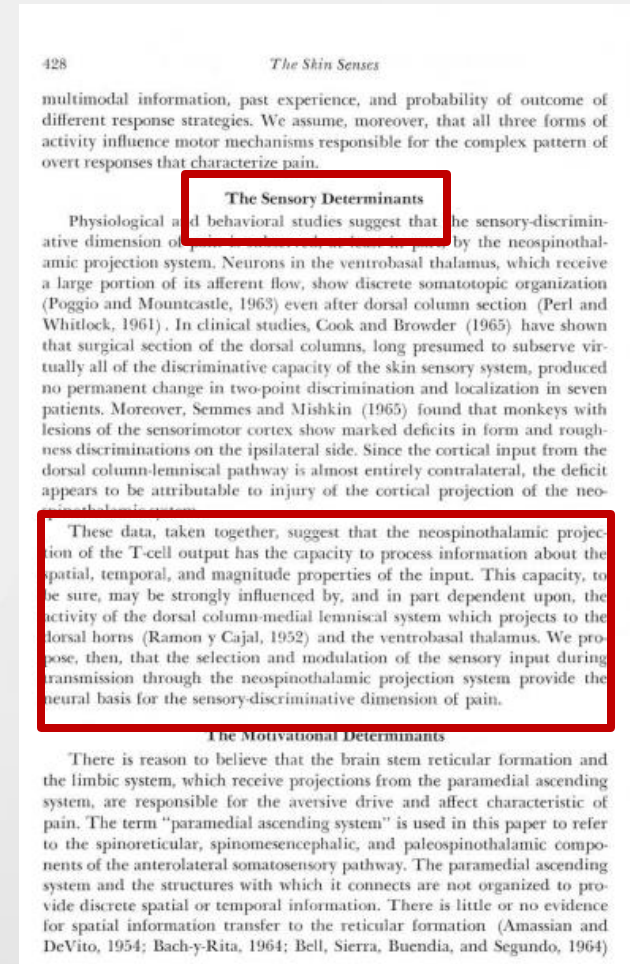 428
The Skin Senses
multimodal information, past experience, and probability of outcome of
different response strategies. We assume, moreover, that all three forms of
activity influence motor mechanisms responsible for the complex pattern of
overt responses that characterize pain.
The Sensory Determinants
Physiological a d behavioral studies suggest that he sensory-discrimin-
ative dimension of by the neospinothal-
amic projection system. Neurons in the ventrobasal thalamus, which receive
a large portion of its afferent flow, show discrete somatotopic organization
(Poggio and Mountcastle, 1963) even after dorsal column section (Perl and
Whitlock, 1961). In clinical studies, Cook and Browder (1965) have shown
that surgical section of the dorsal columns, long presumed to subserve vir-
tually all of the discriminative capacity of the skin sensory system, produced
no permanent change in two-point discrimination and localization in seven
patients. Moreover, Semmes and Mishkin (1965) found that monkeys with
lesions of the sensorimotor cortex show marked deficits in form and rough-
ness discriminations on the ipsilateral side. Since the cortical input from the
dorsal column-lemniscal pathway is almost entirely contralateral, the deficit
appears to be attributable to injury of the cortical projection of the neo-
These data, taken together, suggest that the neospinothalamic projec-
tion of the T-cell output has the capacity to process information about the
spatial, temporal, and magnitude properties of the input. This capacity, to
be sure, may be strongly influenced by, and in part dependent upon, the
activity of the dorsal column-medial lemniscal system which projects to the
dorsal horns (Ramon y Cajal, 1952) and the ventrobasal thalamus. We pro-
pose, then, that the selection and modulation of the sensory input during
transmission through the neospinothalamic projection system provide the
neural basis for the sensory-discriminative dimension of pain.
The Motivational Determinants
There is reason to believe that the brain stem reticular formation and
the limbic system, which receive projections from the paramedial ascending
system, are responsible for the aversive drive and affect characteristic of
pain. The term "paramedial ascending system" is used in this paper to refer
to the spinoreticular, spinomesencephalic, and paleospinothalamic compo-
nents of the anterolateral somatosensory pathway. The paramedial ascending
system and the structures with which it connects are not organized to pro-
vide discrete spatial or temporal information. There is little or no evidence
for spatial information transfer to the reticular formation (Amassian and
DeVito, 1954; Bach-y-Rita, 1964; Bell, Sierra, Buendia, and Segundo, 1964)